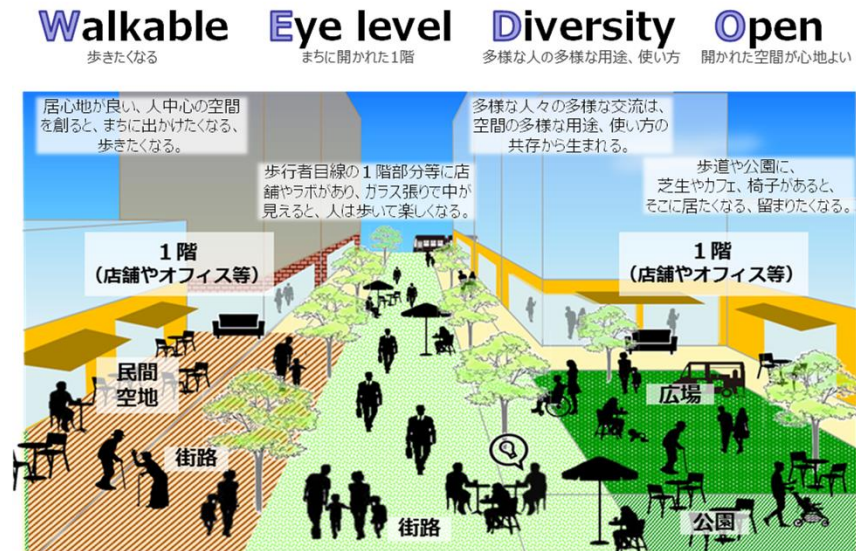 Walkable
歩きたくなる
Eye level
まちに開かれた1階
Diversity
多様な人の多様な用途、使い方
Open
開かれた空間が心地よい
居心地が良い、人中心の空間
を創ると、まちに出かけたくなる、
歩きたくなる。
歩行者目線の1階部分等に店
舗やラボがあり、ガラス張りで中が
見えると、人は歩いて楽しくなる。
多様な人々の多様な交流は、
空間の多様な用途、使い方の
共存から生まれる。
歩道や公園に、
芝生やカフェ、椅子があると、
そこに居たくなる、留まりたくなる。
1階
(店舗やオフィス等)
1階
(店舗やオフィス等)
民間
空地
広場
街路
街路
公園